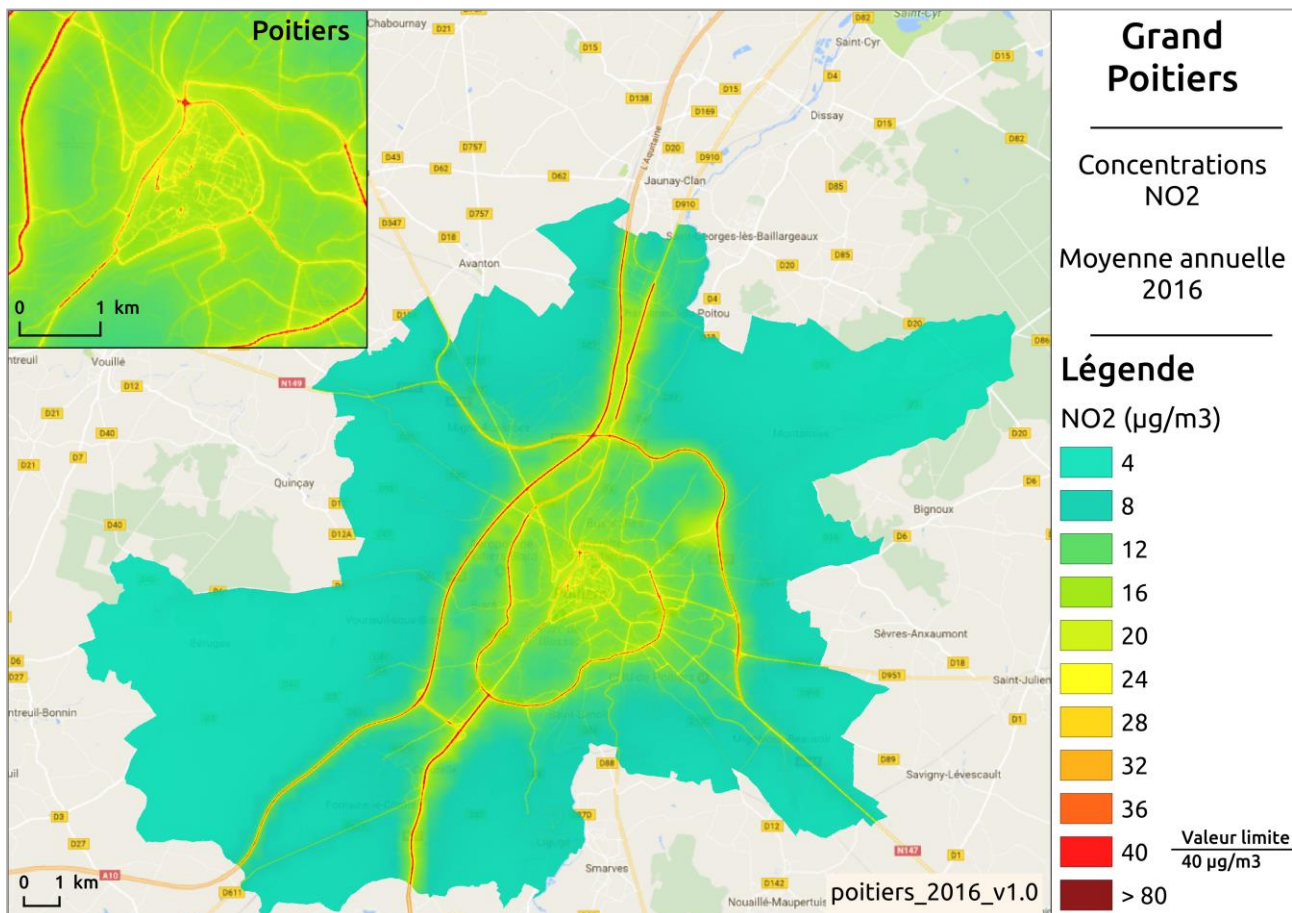 Poitiers
0 1 km
Grand
Poitiers
Concentrations
NO2
Moyenne annuelle
2016
Légende
NO2 (µg/m3)
4
8
12
16
20
24
28
32
36
40
Valeur limite
40 µg/m3
> 80
Chabournay
D21
D15
D82
Saint-Cyr
Saint-Cyr
D15
D4
D138
D15
D169
Dissay
D15
D82
L'Aquitaine
D43
D757
D62
D62
D20
D910
Jaunay-Clan
D85
D757
D910
D347
D18
Avanton
D85
D20
D4
D20
D86
Vouillé
D12
N149
D21
D40
D7
D21
Quinçay
D40
D12A
D20
D6
Bignoux
D6
Sèvres-Anxaumont
D18
D951
Saint-Julien
D6
D27
D1
D88
D89
Savigny-Lévescault
D3
D27
D12
N147
D1
A10
D611
Smarves
D142
Nouaillé-Maupertuis
0 1 km
poitiers_2016_v1.0